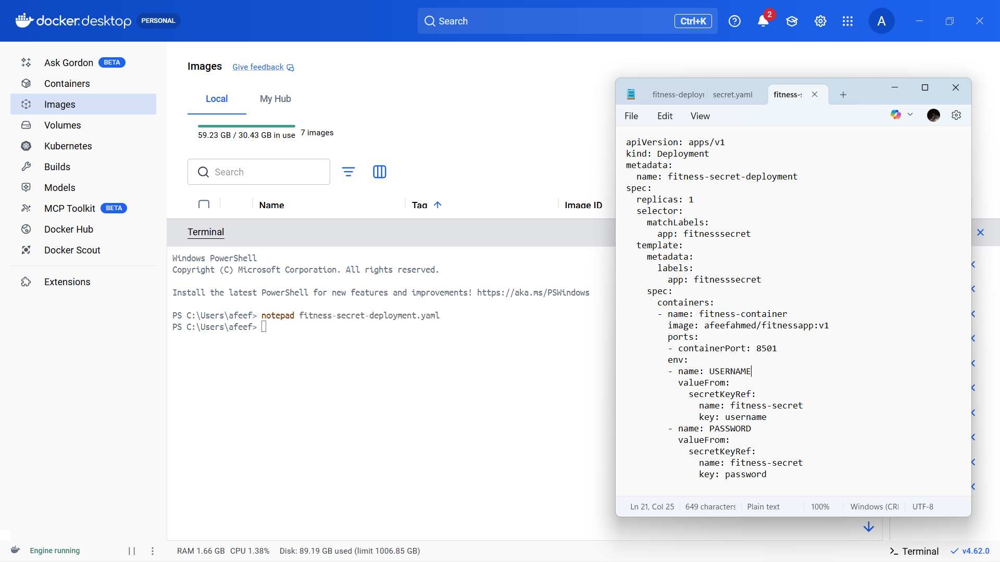 docker.desktop PERSONAL
Search Ctrl+K
2
A
Ask Gordon BETA
Containers
Images
Volumes
Kubernetes
Builds
Models
MCP Toolkit BETA
Docker Hub
Docker Scout
Extensions
Images Give feedback
Local My Hub
59.23 GB / 30.43 GB in use 7 images
Search
Name Tag Image ID
Terminal
Windows PowerShell
Copyright (C) Microsoft Corporation. All rights reserved.
Install the latest PowerShell for new features and improvements! https://aka.ms/PSWindows
PS C:\Users\afeef> notepad fitness-secret-deployment.yaml
PS C:\Users\afeef>
fitness-deployı secret.yaml fitness-s
File Edit View
apiVersion: apps/v1
kind: Deployment
metadata:
  name: fitness-secret-deployment
spec:
  replicas: 1
  selector:
    matchLabels:
      app: fitnesssecret
  template:
    metadata:
      labels:
        app: fitnesssecret
    spec:
      containers:
      - name: fitness-container
        image: afeefahmed/fitnessapp:v1
        ports:
        - containerPort: 8501
        env:
        - name: USERNAME
          valueFrom:
            secretKeyRef:
              name: fitness-secret
              key: username
        - name: PASSWORD
          valueFrom:
            secretKeyRef:
              name: fitness-secret
              key: password
Ln 21, Col 25 649 characters Plain text 100% Windows (CRI UTF-8
Engine running RAM 1.66 GB CPU 1.38% Disk: 89.19 GB used (limit 1006.85 GB) Terminal v4.62.0